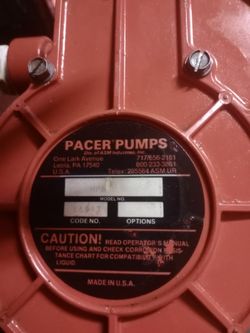 PACER PUMPS
Div. of ASM Industries, Inc.
One Lark Avenue 717/656-2161
Leola, PA 17540 800-233-3861
U.S.A. Telex: 285564 ASM UR
MODEL NO.
CODE NO. OPTIONS
CAUTION! READ OPERATOR'S MANUAL
BEFORE USING AND CHECK CORROSION RESIS-
TANCE CHART FOR COMPATIBILITY WITH
LIQUID.
MADE IN U.S.A.